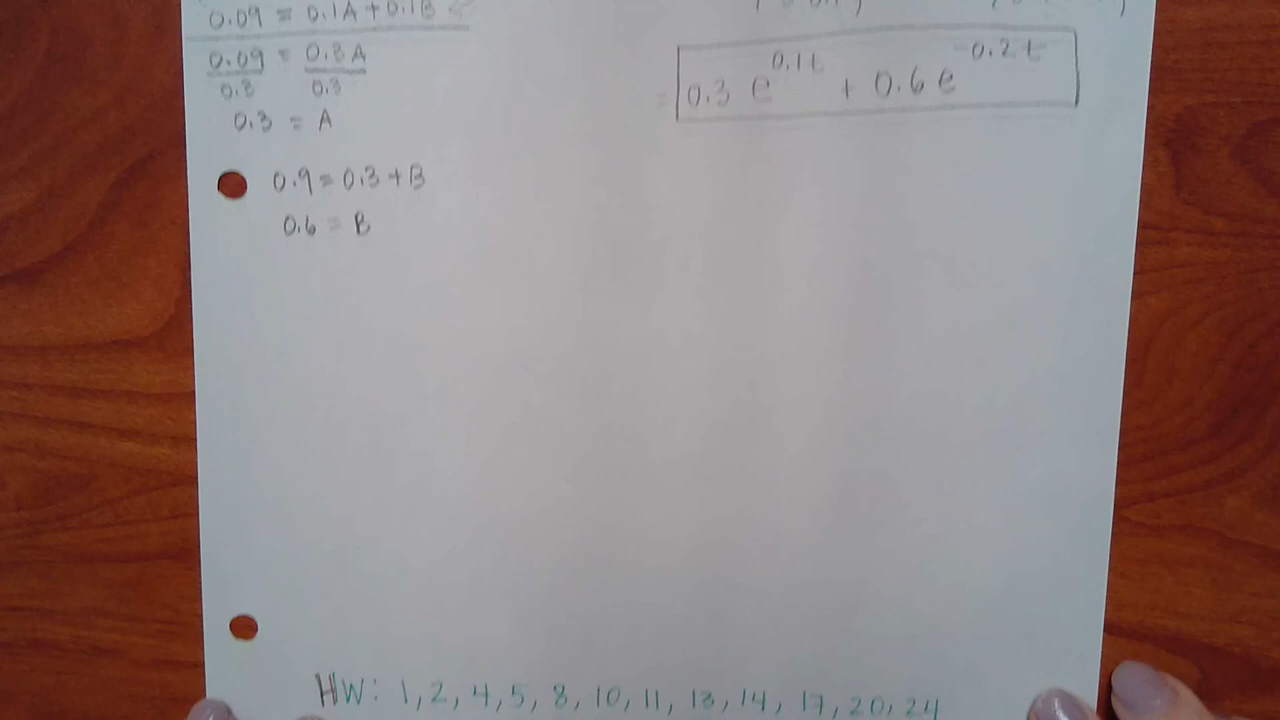 0.09 = 0.1A + 0.1B
0.09 = 0.3A
0.3 0.3
0.3 = A
0.9 = 0.3 + B
0.6 = B
= 0.3 e^0.1t + 0.6 e^-0.2t
HW: 1, 2, 4, 5, 8, 10, 11, 13, 14, 17, 20, 24